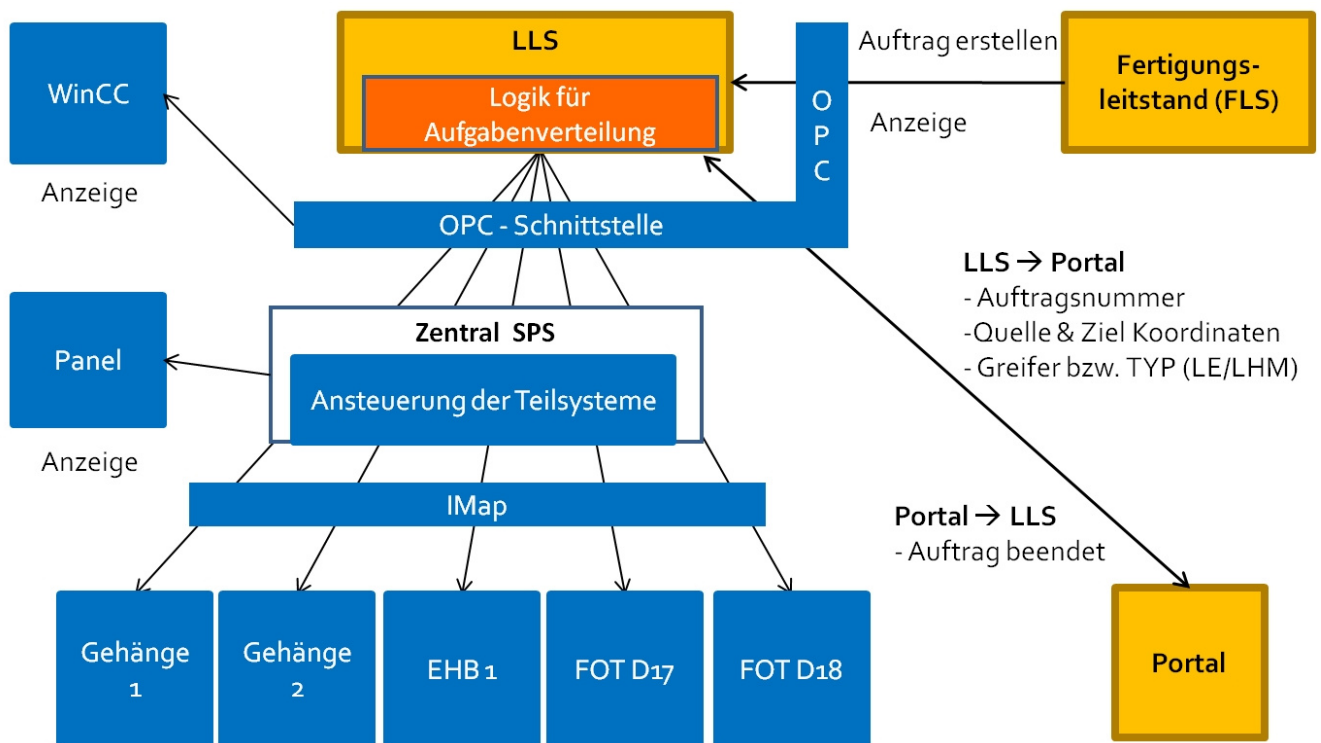 LLS
Logik für
Aufgabenverteilung
WinCC
Anzeige
O
P
C
Auftrag erstellen
Anzeige
Fertigungs-
leitstand (FLS)
OPC - Schnittstelle
LLS → Portal
- Auftragsnummer
-Quelle & Ziel Koordinaten
- Greifer bzw. TYP (LE/LHM)
Panel
Anzeige
Zentral SPS
Ansteuerung der Teilsysteme
IMap
Portal → LLS
- Auftrag beendet
Gehänge
1
Gehänge
2
EHB 1
FOT D17
FOT D18
Portal